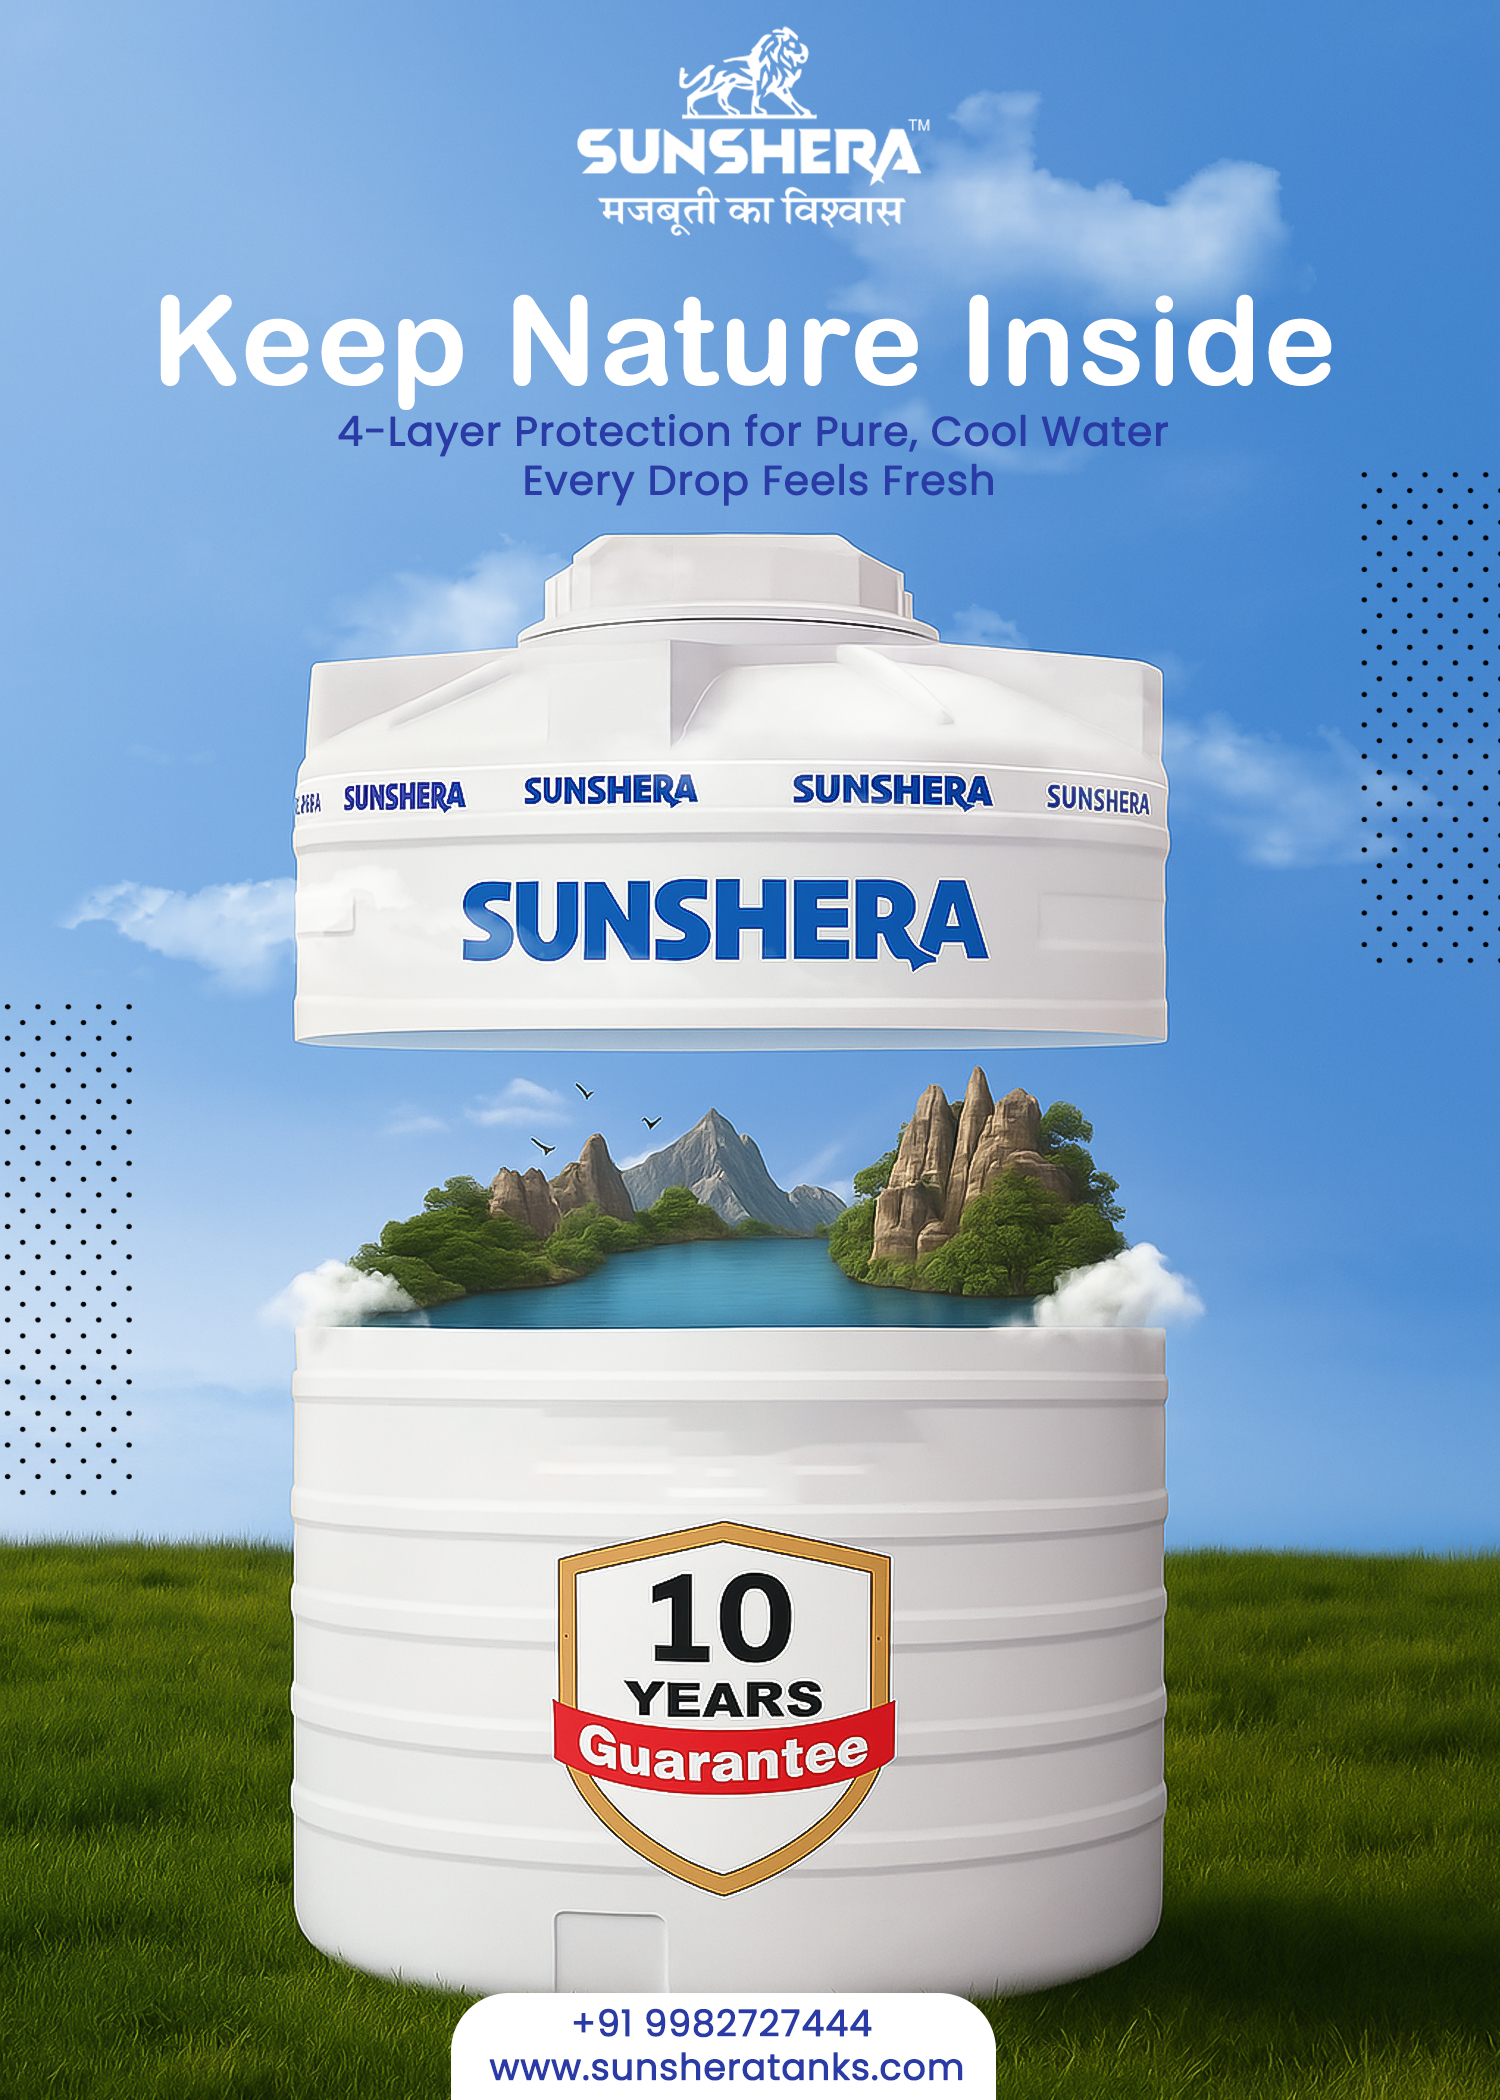 SUNSHERA™
मजबूती का विश्वास
Keep Nature Inside
4-Layer Protection for Pure, Cool Water
Every Drop Feels Fresh
SUNSHERA SUNSHERA SUNSHERA SUNSHERA
SUNSHERA
10
YEARS
Guarantee
+91 9982727444
www.sunsheratanks.com